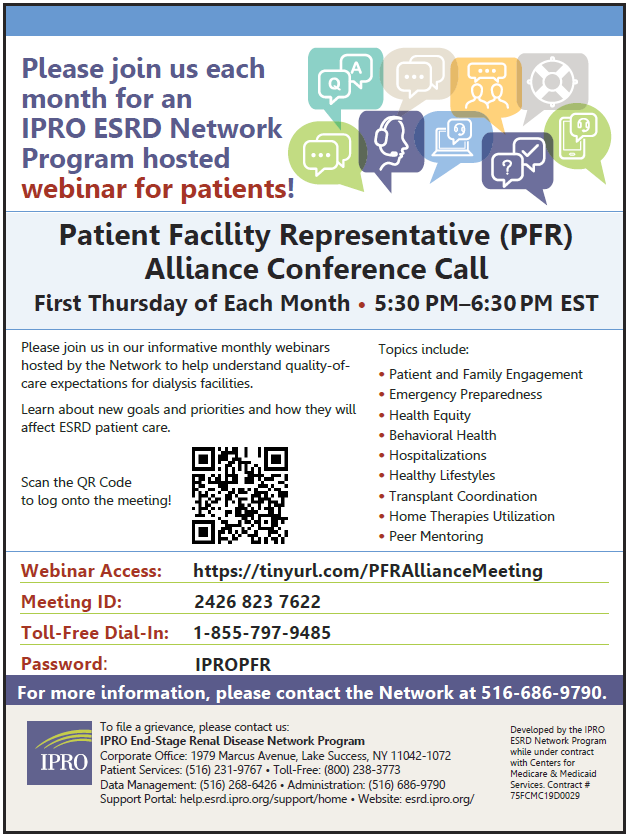 Please join us each
month for an
IPRO ESRD Network
Program hosted
webinar for patients!
Q
A
?
Patient Facility Representative (PFR)
Alliance Conference Call
First Thursday of Each Month • 5:30 PM–6:30 PM EST
Please join us in our informative monthly webinars
hosted by the Network to help understand quality-of-
care expectations for dialysis facilities.
Learn about new goals and priorities and how they will
affect ESRD patient care.
Scan the QR Code
to log onto the meeting!
Topics include:
• Patient and Family Engagement
• Emergency Preparedness
• Health Equity
• Behavioral Health
• Hospitalizations
• Healthy Lifestyles
• Transplant Coordination
• Home Therapies Utilization
• Peer Mentoring
Webinar Access: https://tinyurl.com/PFRAllianceMeeting
Meeting ID: 2426 823 7622
Toll-Free Dial-In: 1-855-797-9485
Password: IPROPFR
For more information, please contact the Network at 516-686-9790.
IPRO
To file a grievance, please contact us:
IPRO End-Stage Renal Disease Network Program
Corporate Office: 1979 Marcus Avenue, Lake Success, NY 11042-1072
Patient Services: (516) 231-9767 • Toll-Free: (800) 238-3773
Data Management: (516) 268-6426 • Administration: (516) 686-9790
Support Portal: help.esrd.ipro.org/support/home • Website: esrd.ipro.org/
Developed by the IPRO
ESRD Network Program
while under contract
with Centers for
Medicare & Medicaid
Services. Contract #
75FCMC19D0029